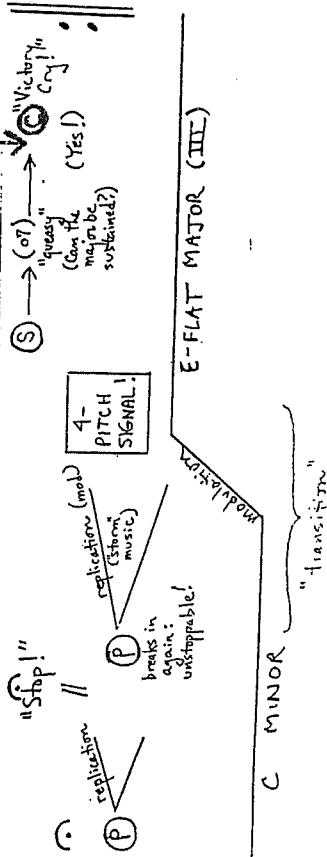 "Stop!"
P
replication
P
breaks in
again:
unstoppable!
replication (mod)
("storm"
music)
4-
PITCH
SIGNAL!
S
(or)
"queasy"
(Can the
major be
sustained?)
"Victory
Cry!"
C
(Yes!)
C MINOR
modulation
E-FLAT MAJOR (III)
"transition"